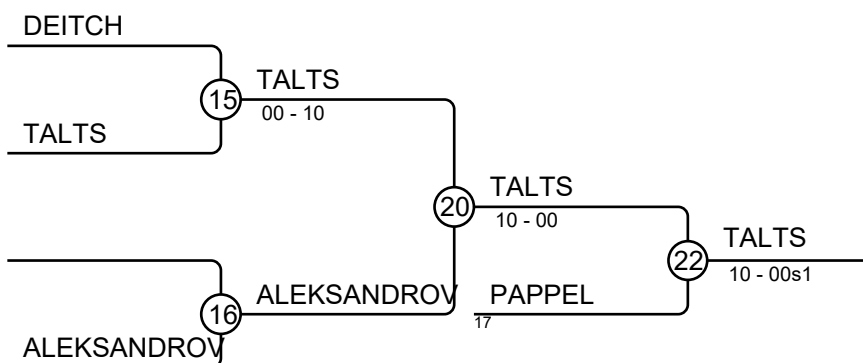 DEITCH
15
TALTS
00 - 10
TALTS
20
TALTS
10 - 00
22
TALTS
10 - 00s1
16
ALEKSANDROV
PAPPEL
17
ALEKSANDROV